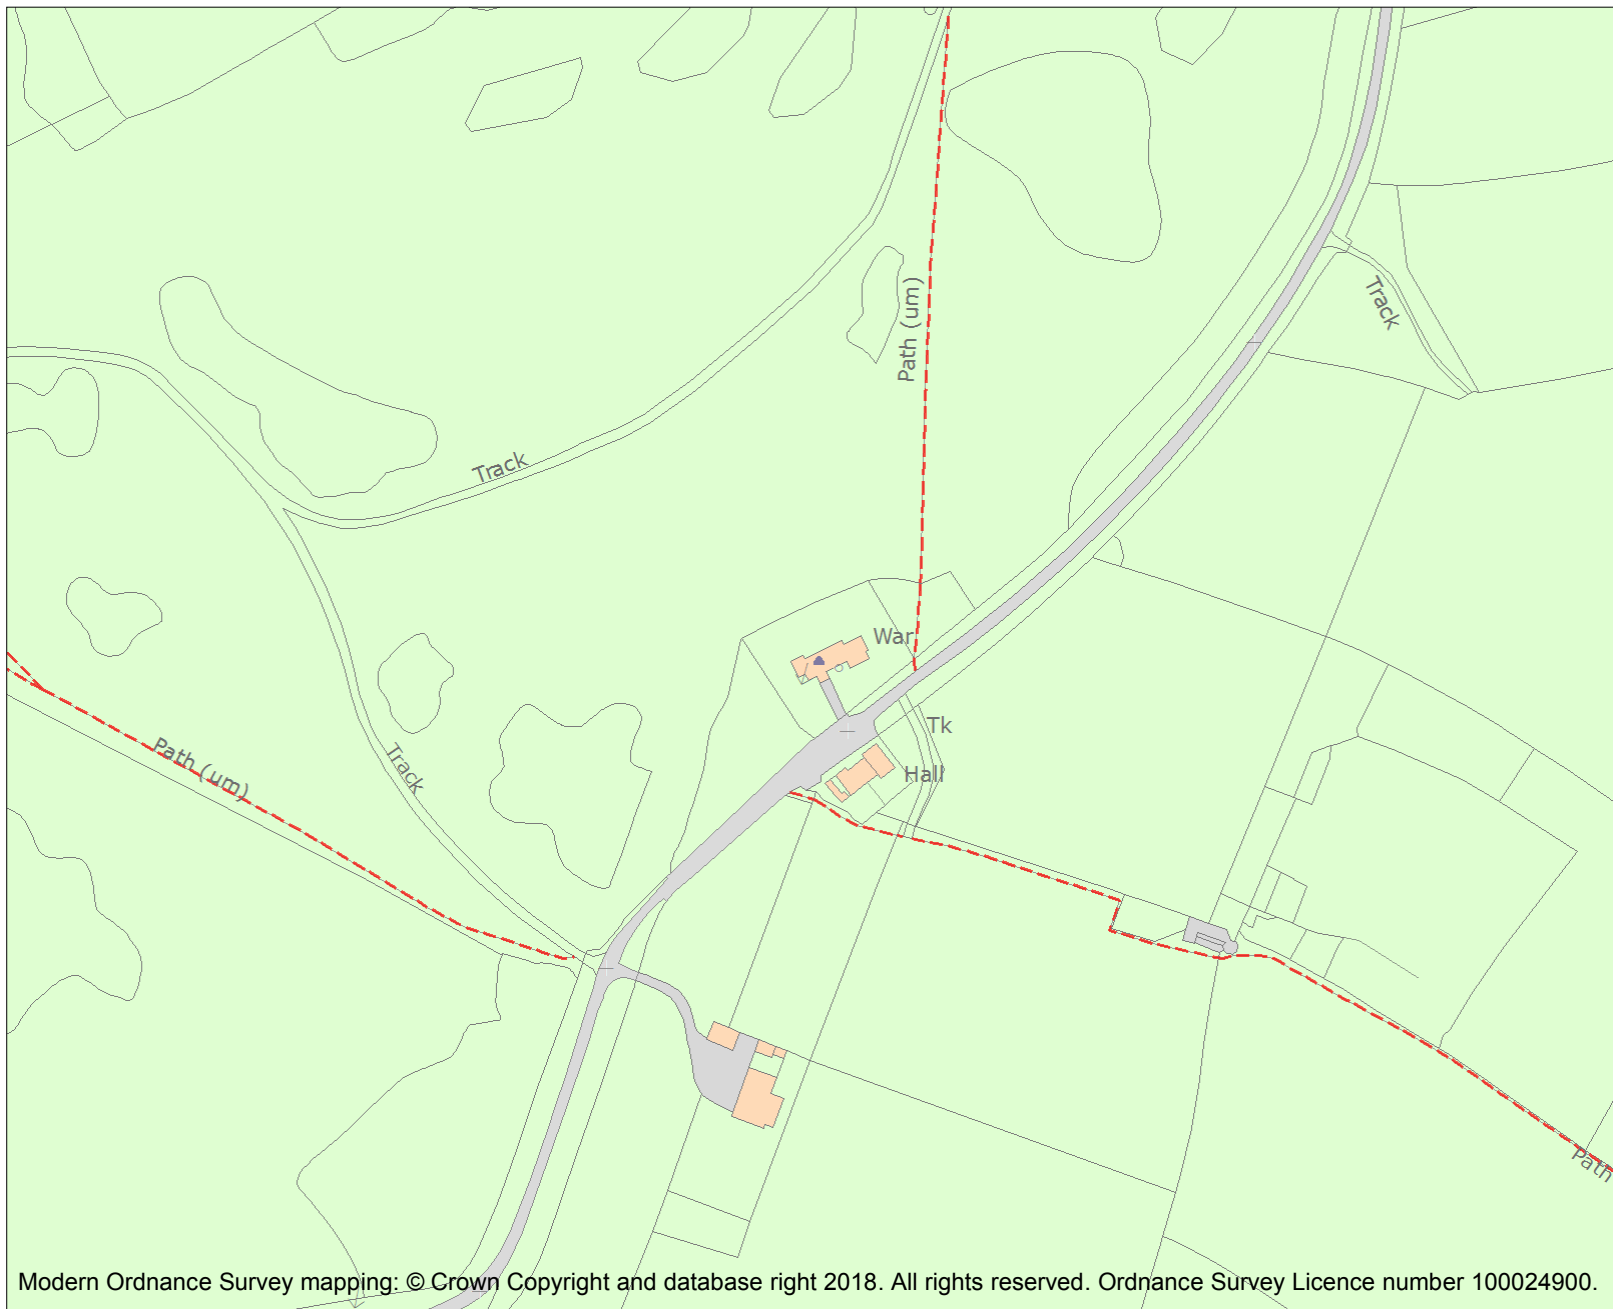 Path (um)
Track
Track
War
Tk
Hall
Path (um)
Track
Path
Modern Ordnance Survey mapping: © Crown Copyright and database right 2018. All rights reserved. Ordnance Survey Licence number 100024900.